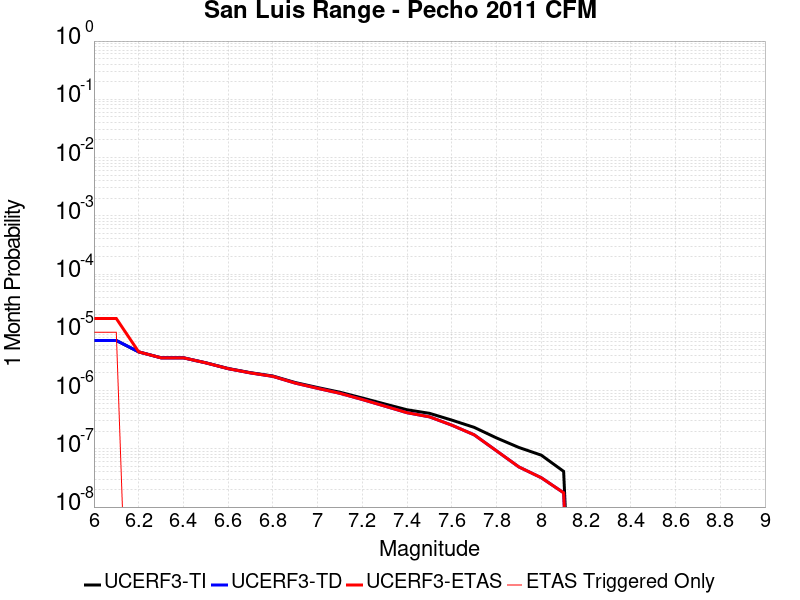 San Luis Range - Pecho 2011 CFM
10^0
10^-1
10^-2
10^-3
10^-4
10^-5
10^-6
10^-7
10^-8
1 Month Probability
6 6.2 6.4 6.6 6.8 7 7.2 7.4 7.6 7.8 8 8.2 8.4 8.6 8.8 9
Magnitude
UCERF3-TI UCERF3-TD UCERF3-ETAS ETAS Triggered Only